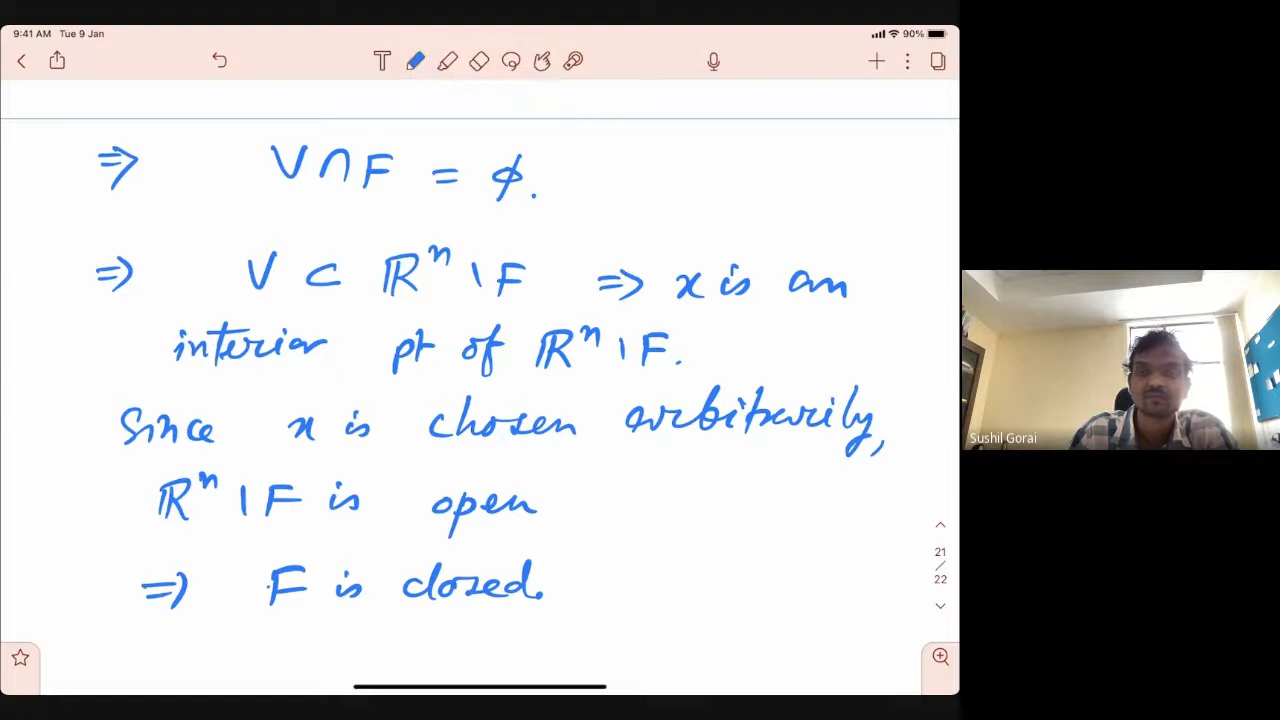 9:41 AM Tue 9 Jan
90%
T
⇒ V ∩ F = ϕ.
⇒ V ⊂ ℝⁿ \ F ⇒ x is an
interior pt of ℝⁿ \ F.
Since x is chosen arbitrarily,
ℝⁿ \ F is open
⇒ F is closed.
21
/
22
Sushil Gorai